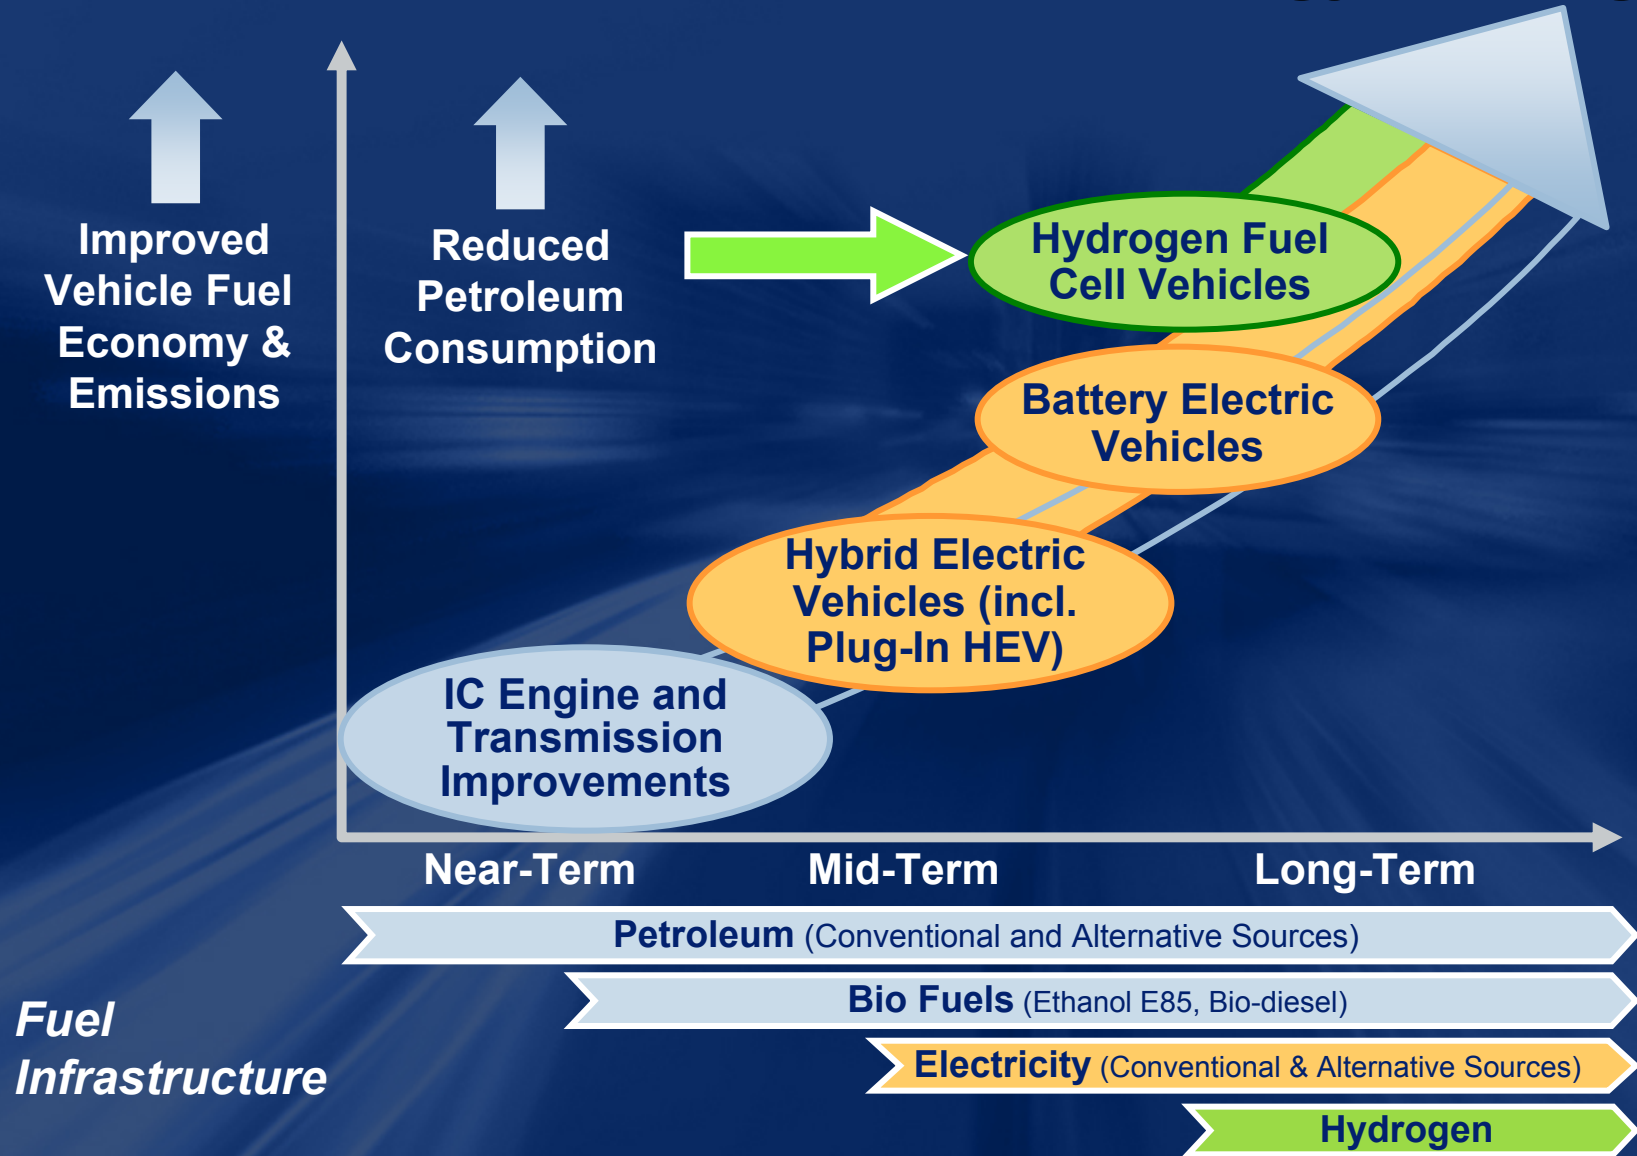 Improved
Vehicle Fuel
Economy &
Emissions
Reduced
Petroleum
Consumption
Hydrogen Fuel
Cell Vehicles
Battery Electric
Vehicles
Hybrid Electric
Vehicles (incl.
Plug-In HEV)
IC Engine and
Transmission
Improvements
Near-Term
Mid-Term
Long-Term
Petroleum (Conventional and Alternative Sources)
Bio Fuels (Ethanol E85, Bio-diesel)
Fuel
Infrastructure
Electricity (Conventional & Alternative Sources)
Hydrogen